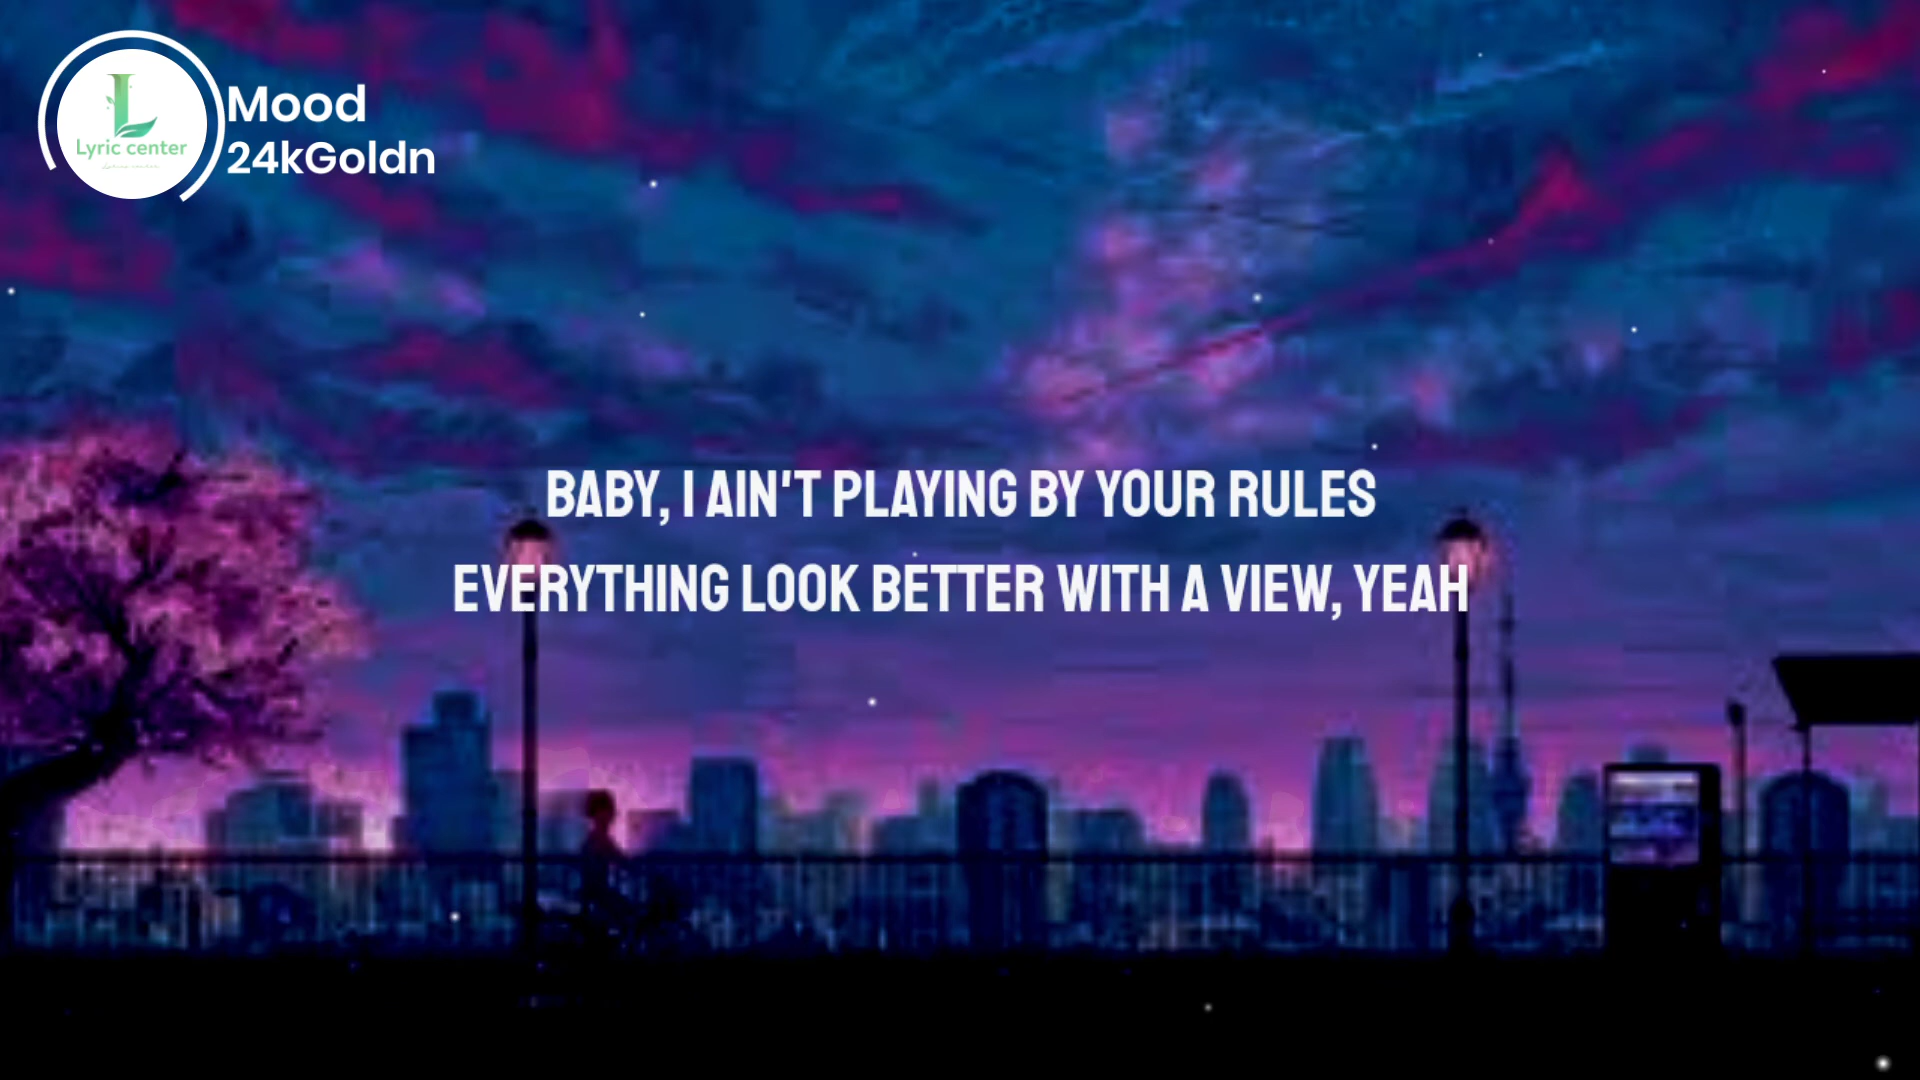 L
Lyric center
Mood
24kGoldn
BABY, I AIN'T PLAYING BY YOUR RULES
EVERYTHING LOOK BETTER WITH A VIEW, YEAH